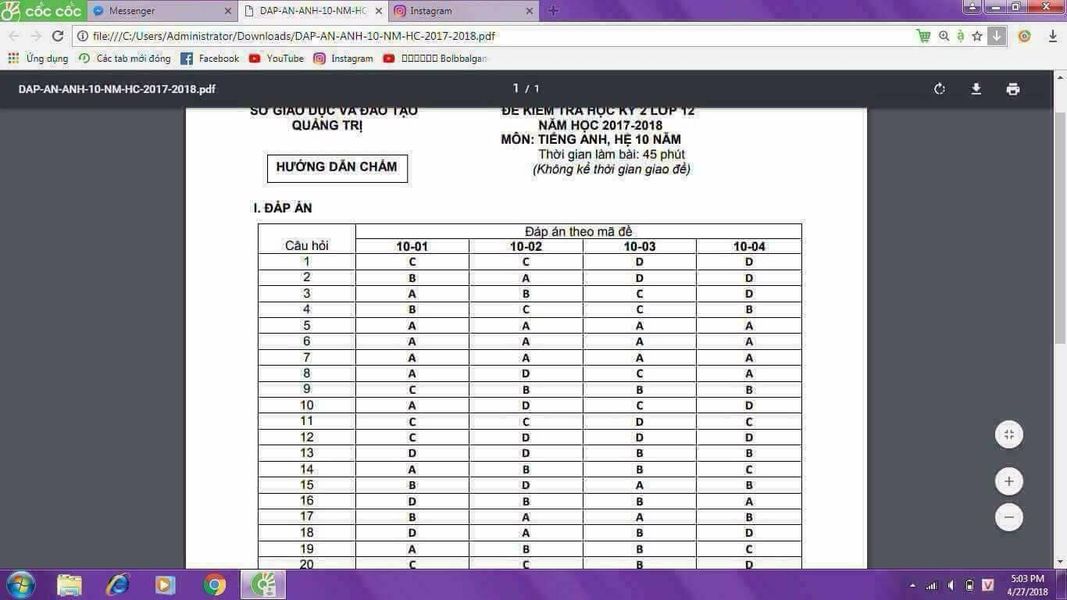 cốc cốc
Messenger
DAP-AN-ANH-10-NM-HC
Instagram
file:///C:/Users/Administrator/Downloads/DAP-AN-ANH-10-NM-HC-2017-2018.pdf
Ứng dụng Các tab mới đóng Facebook YouTube Instagram Bolbbalgan
DAP-AN-ANH-10-NM-HC-2017-2018.pdf 1 / 1
SỞ GIÁO DỤC VÀ ĐÀO TẠO ĐỀ KIỂM TRA HỌC KỲ 2 LỚP 12
QUẢNG TRỊ NĂM HỌC 2017-2018
MÔN: TIẾNG ANH, HỆ 10 NĂM
Thời gian làm bài: 45 phút
HƯỚNG DẪN CHẤM (Không kể thời gian giao đề)
I. ĐÁP ÁN
Đáp án theo mã đề
Câu hỏi 10-01 10-02 10-03 10-04
1 C C D D
2 B A D D
3 A B C D
4 B C C B
5 A A A A
6 A A A A
7 A A A A
8 A D C A
9 C B B B
10 A D C D
11 C C D C
12 C D D D
13 D D B B
14 A B B C
15 B D A B
16 D B B A
17 B A A B
18 D A B D
19 A B B C
20 C C B D
V
5:03 PM
4/27/2018